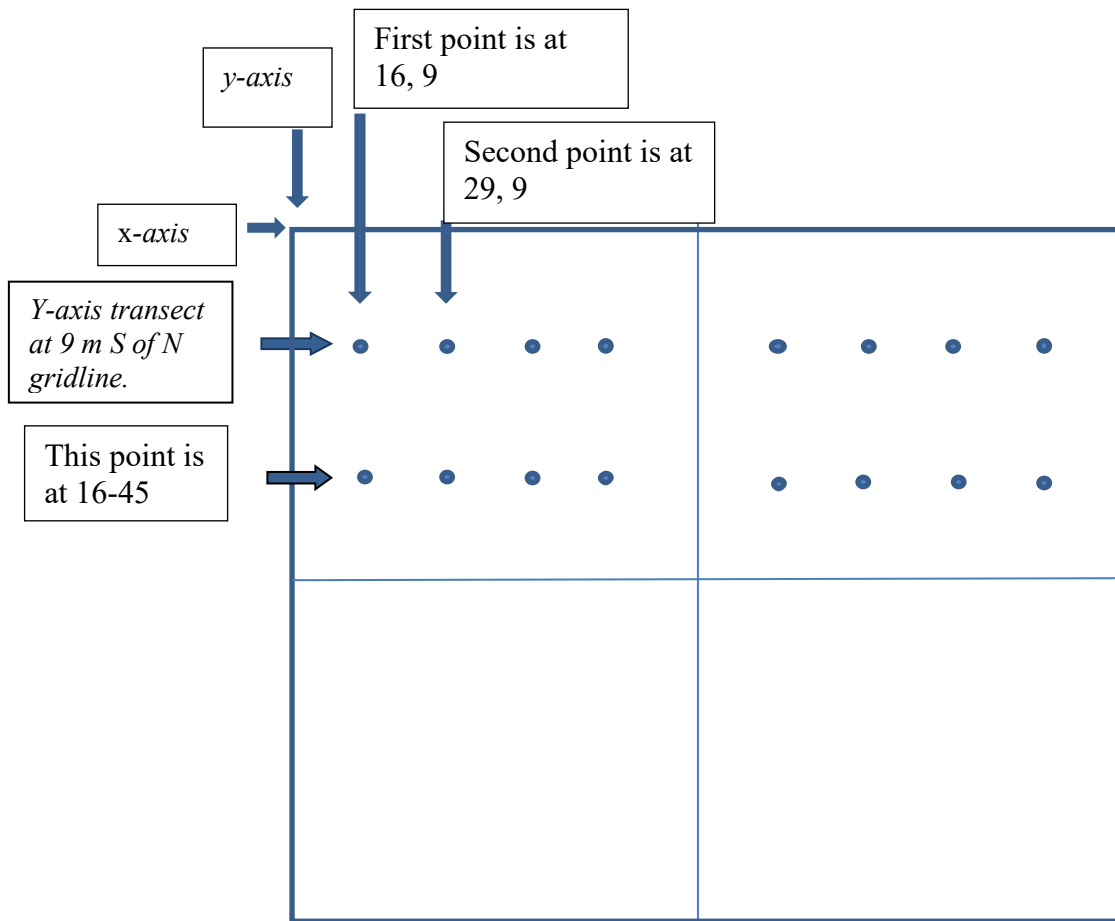 First point is at
16, 9
y-axis
Second point is at
29, 9
x-axis
Y-axis transect
at 9 m S of N
gridline.
This point is
at 16-45